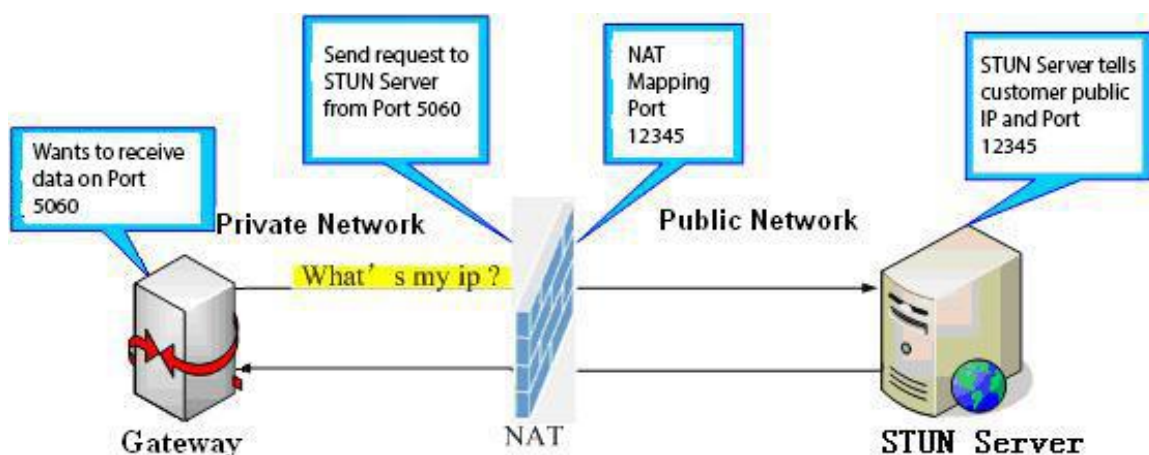 Send request to
STUN Server
from Port 5060
NAT
Mapping
Port
12345
STUN Server tells
customer public
IP and Port
12345
Wants to receive
data on Port
5060
Private Network
Public Network
What’s my ip?
Gateway
NAT
STUN Server